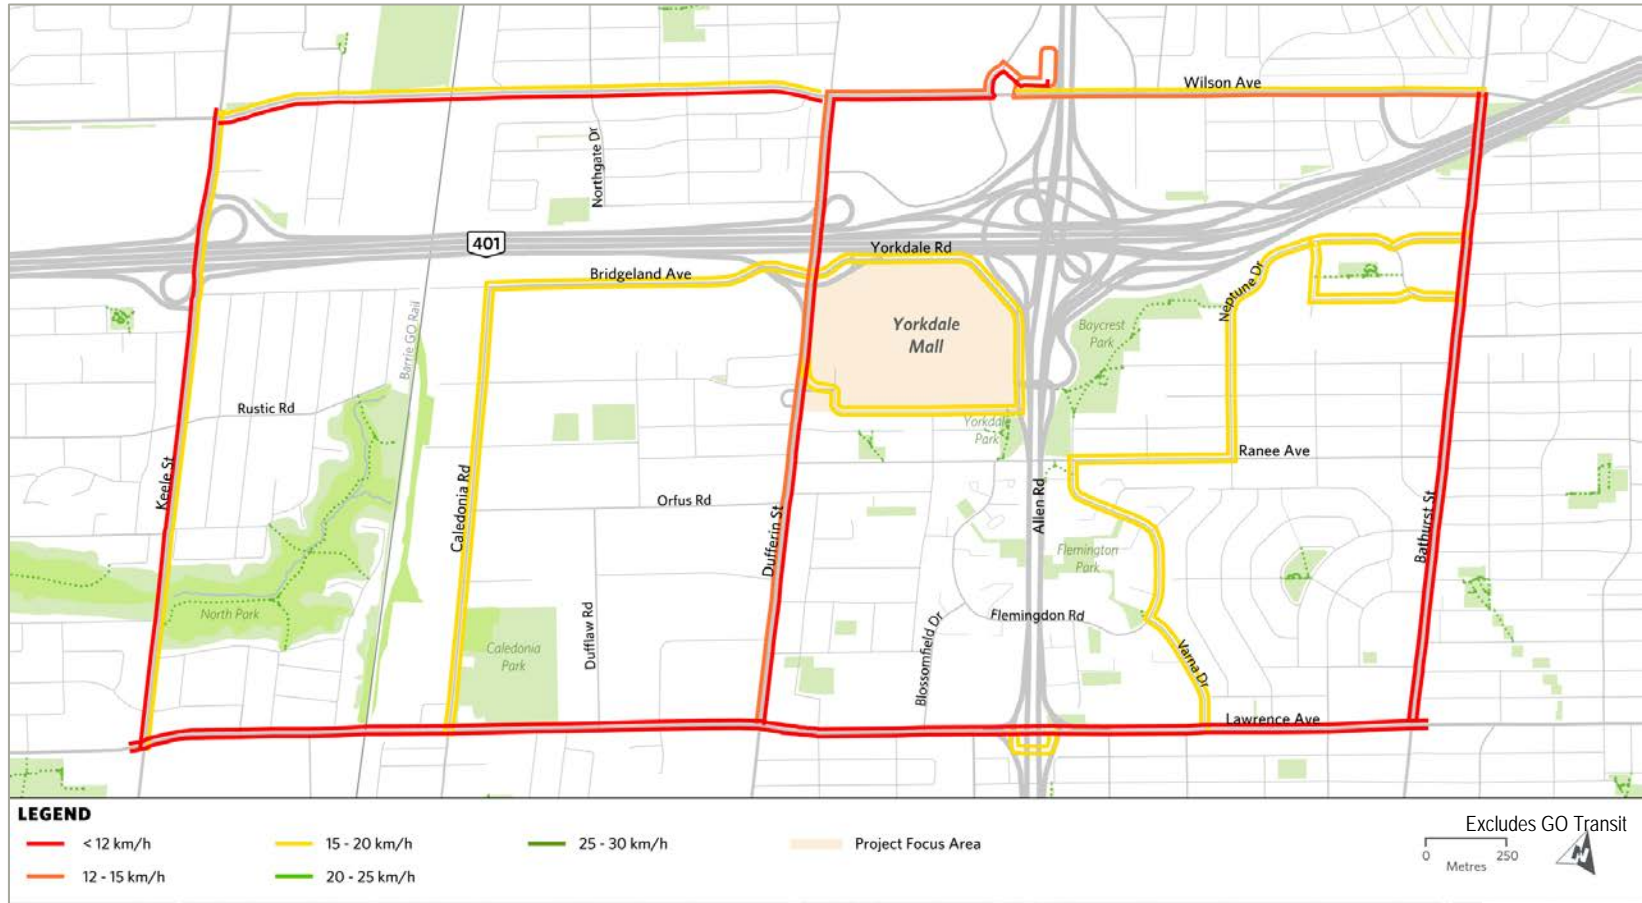 Wilson Ave
Northgate Dr
401
Yorkdale Rd
Bridgeland Ave
Neptune Dr
Barrie GO Rail
Yorkdale
Mall
Baycrest
Park
Rustic Rd
Yorkdale
Park
Ranee Ave
Keele St
Caledonia Rd
Orfus Rd
Dufferin St
Allen Rd
Bathurst St
Flemington
Park
North Park
Flemingdon Rd
Caledonia
Park
Dufflaw Rd
Blossomfield Dr
Varna Dr
Lawrence Ave
LEGEND
< 12 km/h
15 - 20 km/h
25 - 30 km/h
Project Focus Area
12 - 15 km/h
20 - 25 km/h
Excludes GO Transit
0 250
Metres
N